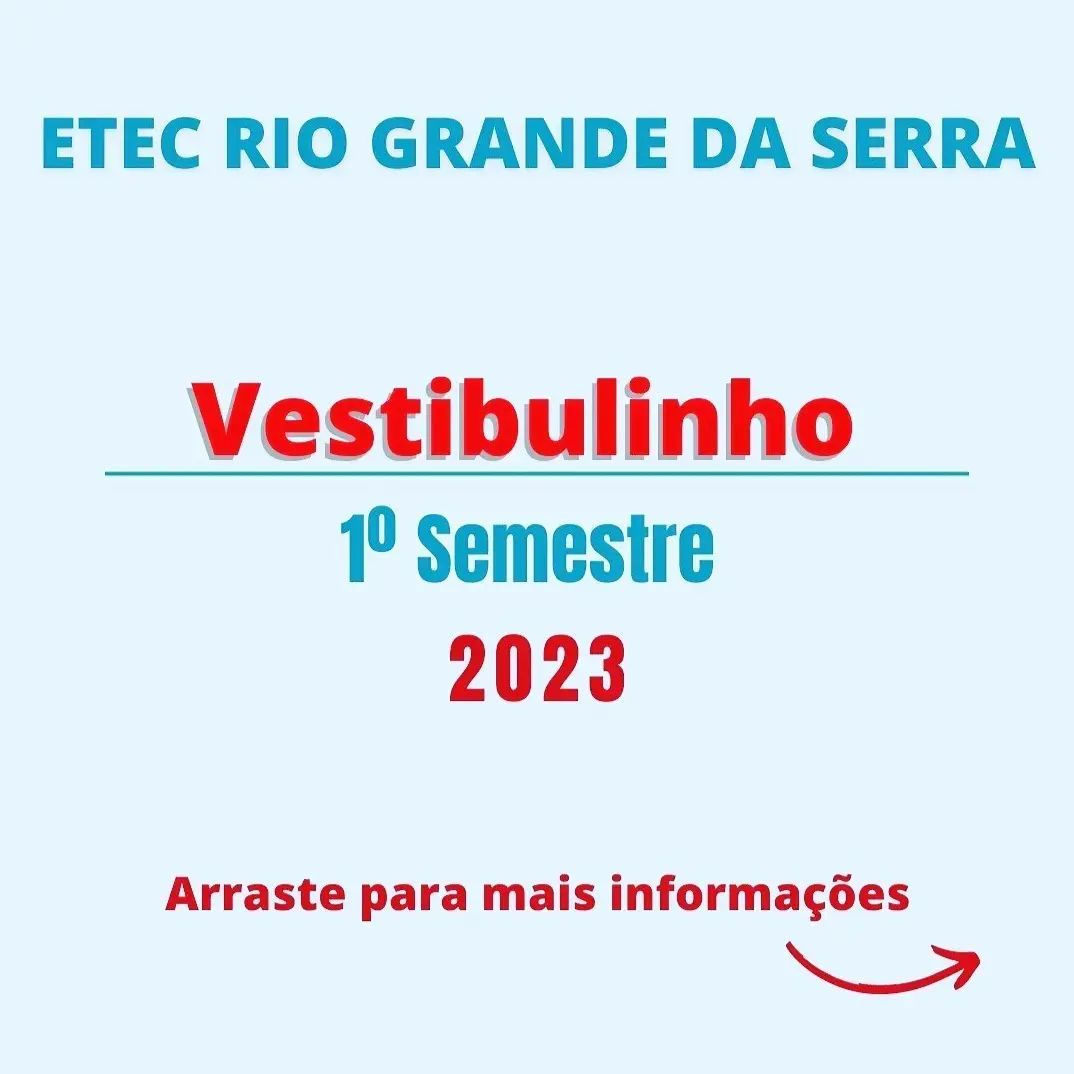 ETEC RIO GRANDE DA SERRA
Vestibulinho
1º Semestre
2023
Arraste para mais informações